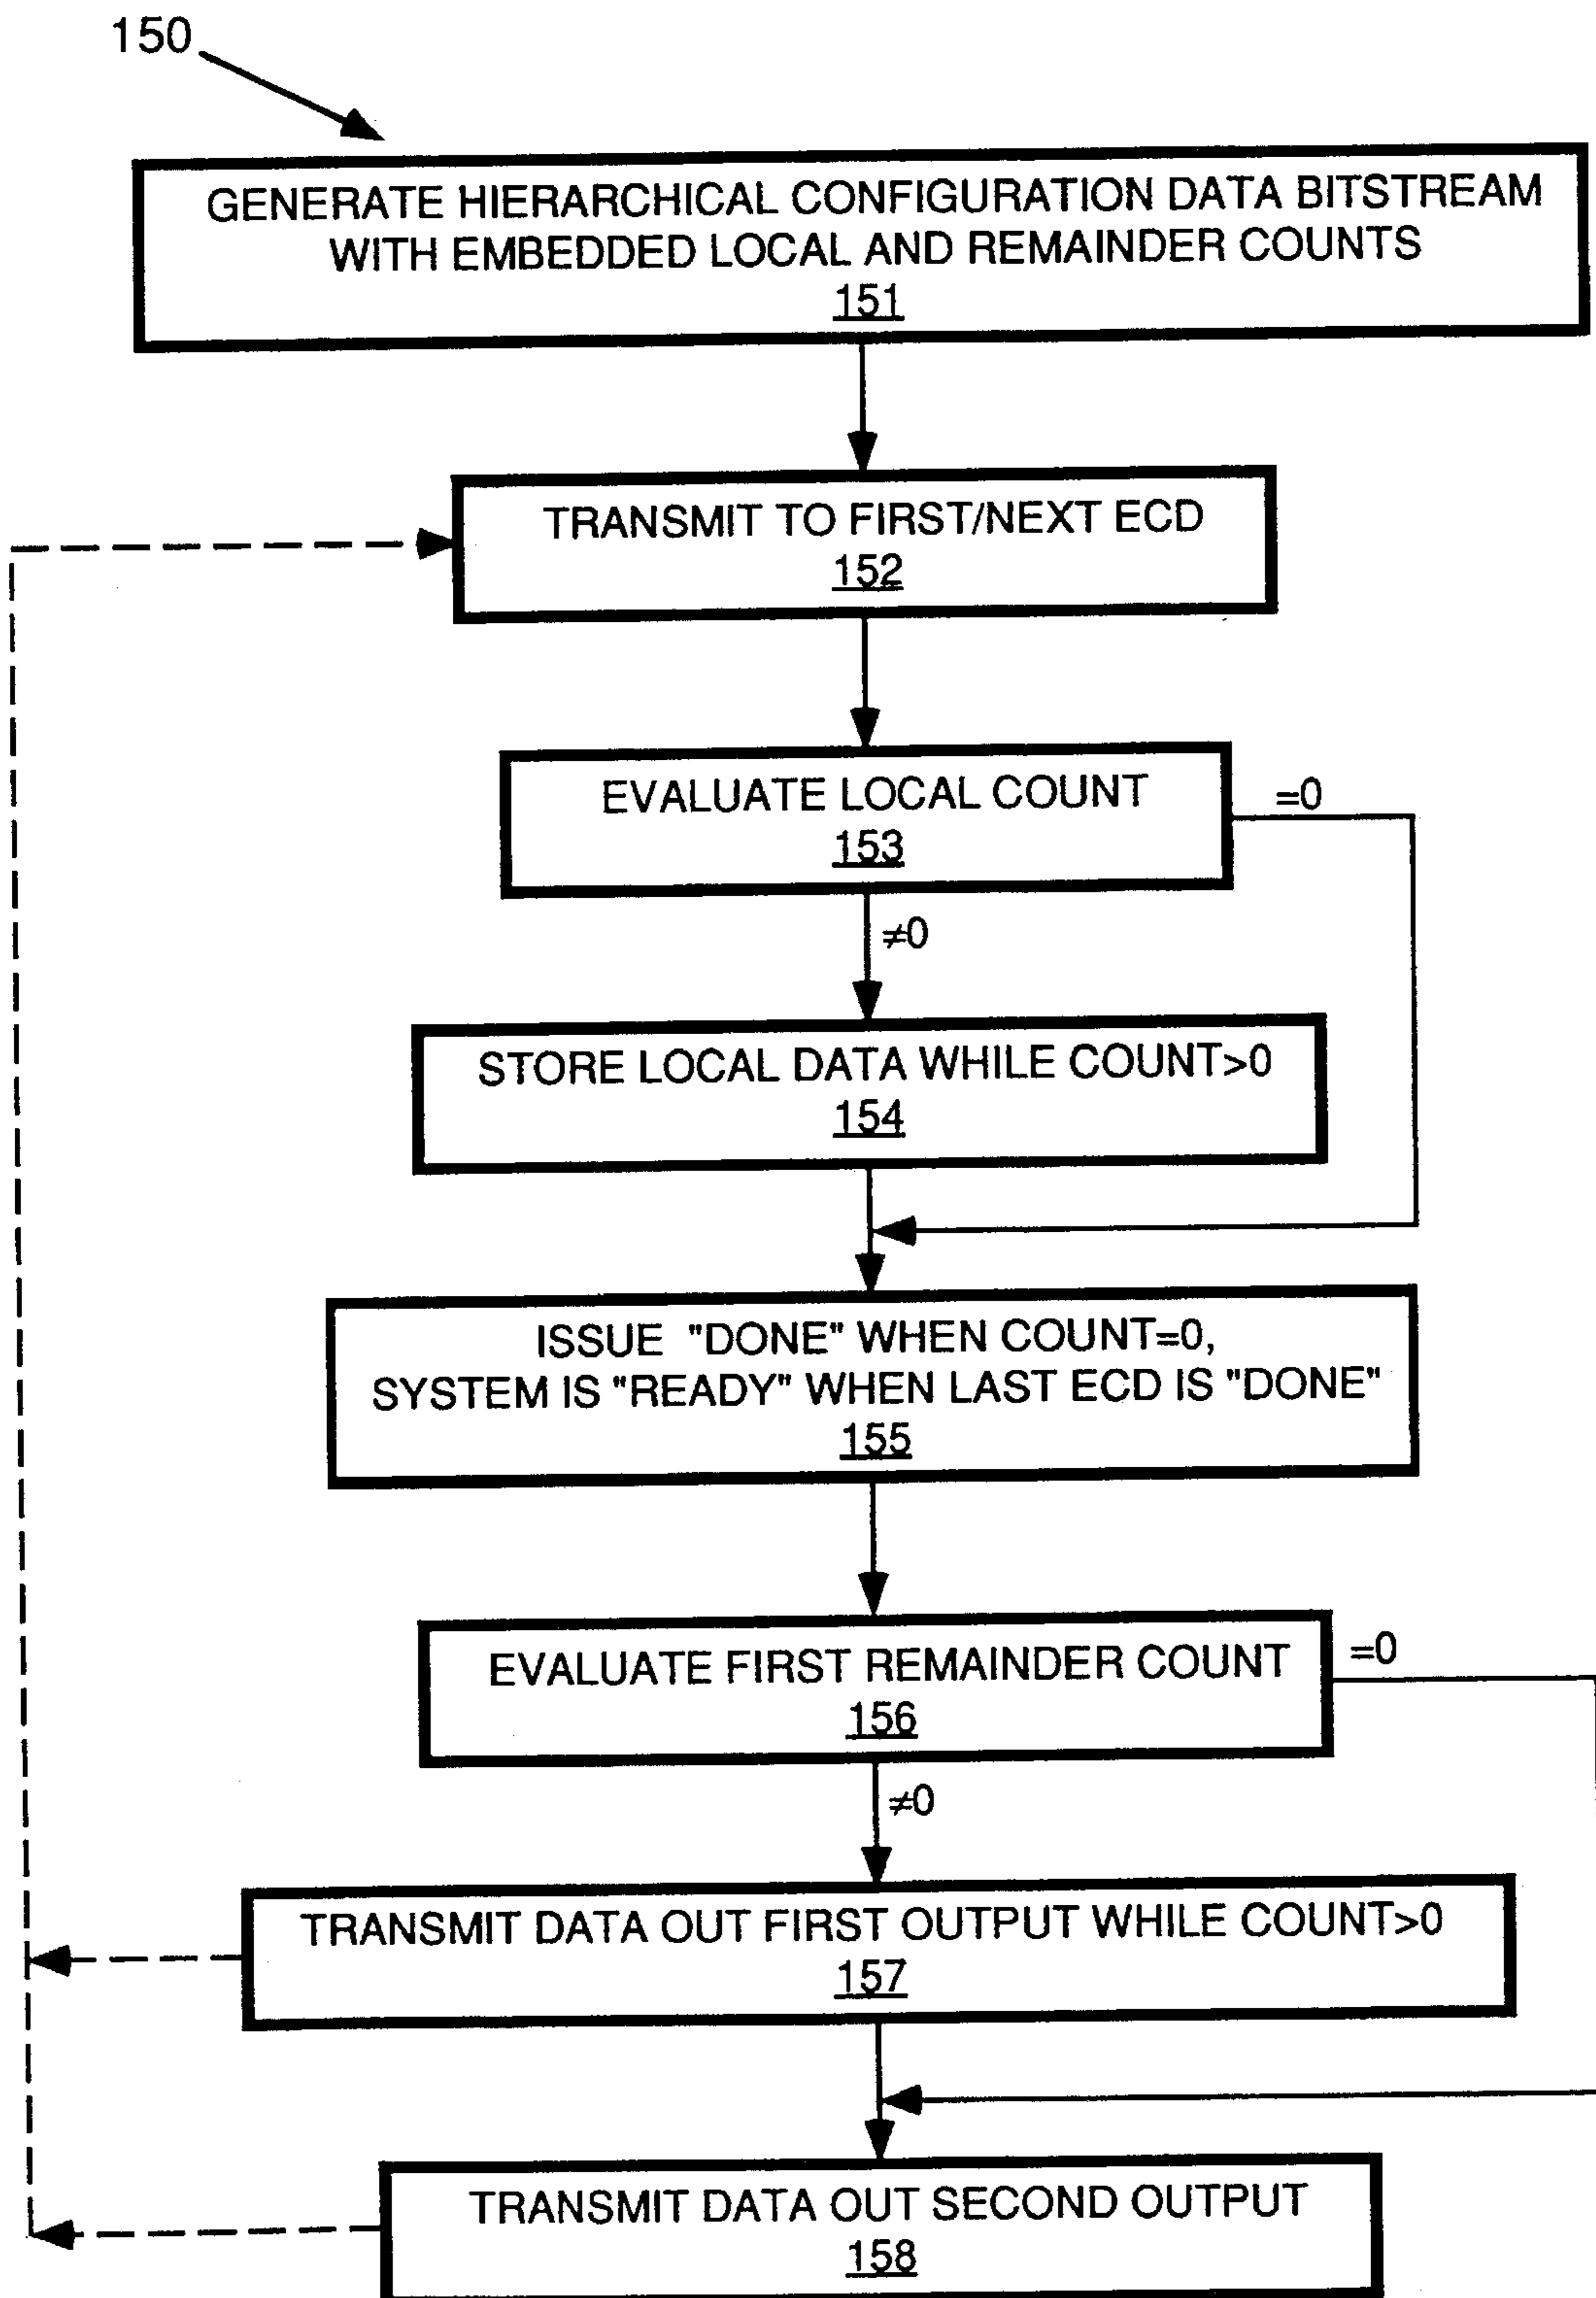 150
GENERATE HIERARCHICAL CONFIGURATION DATA BITSTREAM
WITH EMBEDDED LOCAL AND REMAINDER COUNTS
151
TRANSMIT TO FIRST/NEXT ECD
152
EVALUATE LOCAL COUNT
153
=0
≠0
STORE LOCAL DATA WHILE COUNT>0
154
ISSUE "DONE" WHEN COUNT=0,
SYSTEM IS "READY" WHEN LAST ECD IS "DONE"
155
EVALUATE FIRST REMAINDER COUNT
156
=0
≠0
TRANSMIT DATA OUT FIRST OUTPUT WHILE COUNT>0
157
TRANSMIT DATA OUT SECOND OUTPUT
158